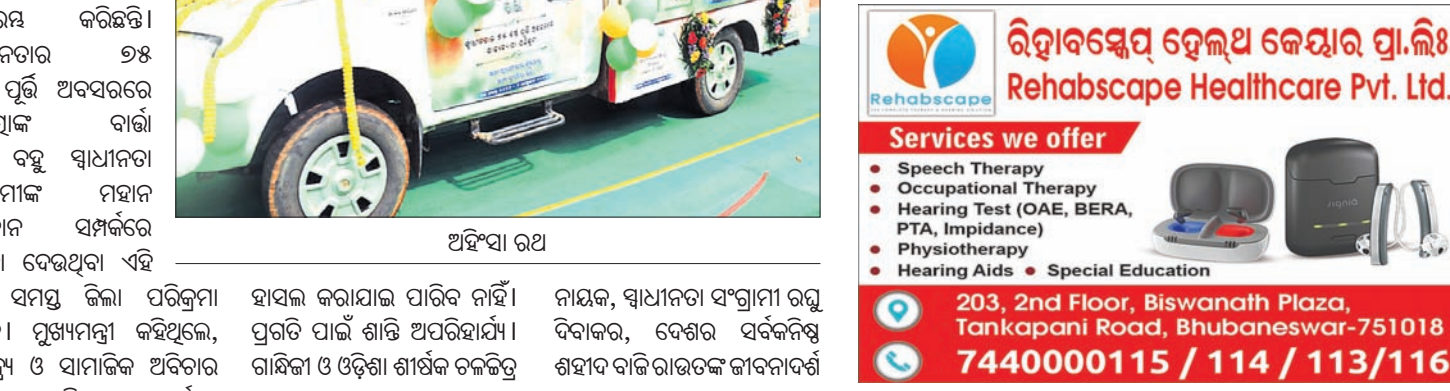 କରିଛନ୍ତି।
୭୫
ପୂର୍ତ୍ତି ଅବସରରେ
ବାର୍ତ୍ତା
ବହୁ ସ୍ୱାଧୀନତା
ମହାନ
ସମ୍ପର୍କରେ
ଦେଉଥିବା ଏହି
ସମସ୍ତ ଜିଲା ପରିକ୍ରମା
ମୁଖ୍ୟମନ୍ତ୍ରୀ କହିଥିଲେ,
ଓ ସାମାଜିକ ଅବିଚାର
ଅହିଂସା ରଥ
ହାସଲ କରାଯାଇ ପାରିବ ନାହିଁ।
ପ୍ରଗତି ପାଇଁ ଶାନ୍ତି ଅପରିହାର୍ଯ୍ୟ।
ଗାନ୍ଧିଜୀ ଓ ଓଡ଼ିଶା ଶୀର୍ଷକ ଚଳଚ୍ଚିତ୍ର
ନାୟକ, ସ୍ୱାଧୀନତା ସଂଗ୍ରାମୀ ରଘୁ
ଦିବାକର, ଦେଶର ସର୍ବକନିଷ୍ଠ
ଶହୀଦ ବାଜି ରାଉତଙ୍କ ଜୀବନାଦର୍ଶ
Rehabscape
ରିହାବସ୍କେପ୍ ହେଲ୍‌ଥ କେୟାର ପ୍ରା.ଲିଃ
Rehabscape Healthcare Pvt. Ltd.
Services we offer
• Speech Therapy
• Occupational Therapy
• Hearing Test (OAE, BERA,
PTA, Impidance)
• Physiotherapy
• Hearing Aids • Special Education
signia
203, 2nd Floor, Biswanath Plaza,
Tankapani Road, Bhubaneswar-751018
7440000115 / 114 / 113/116